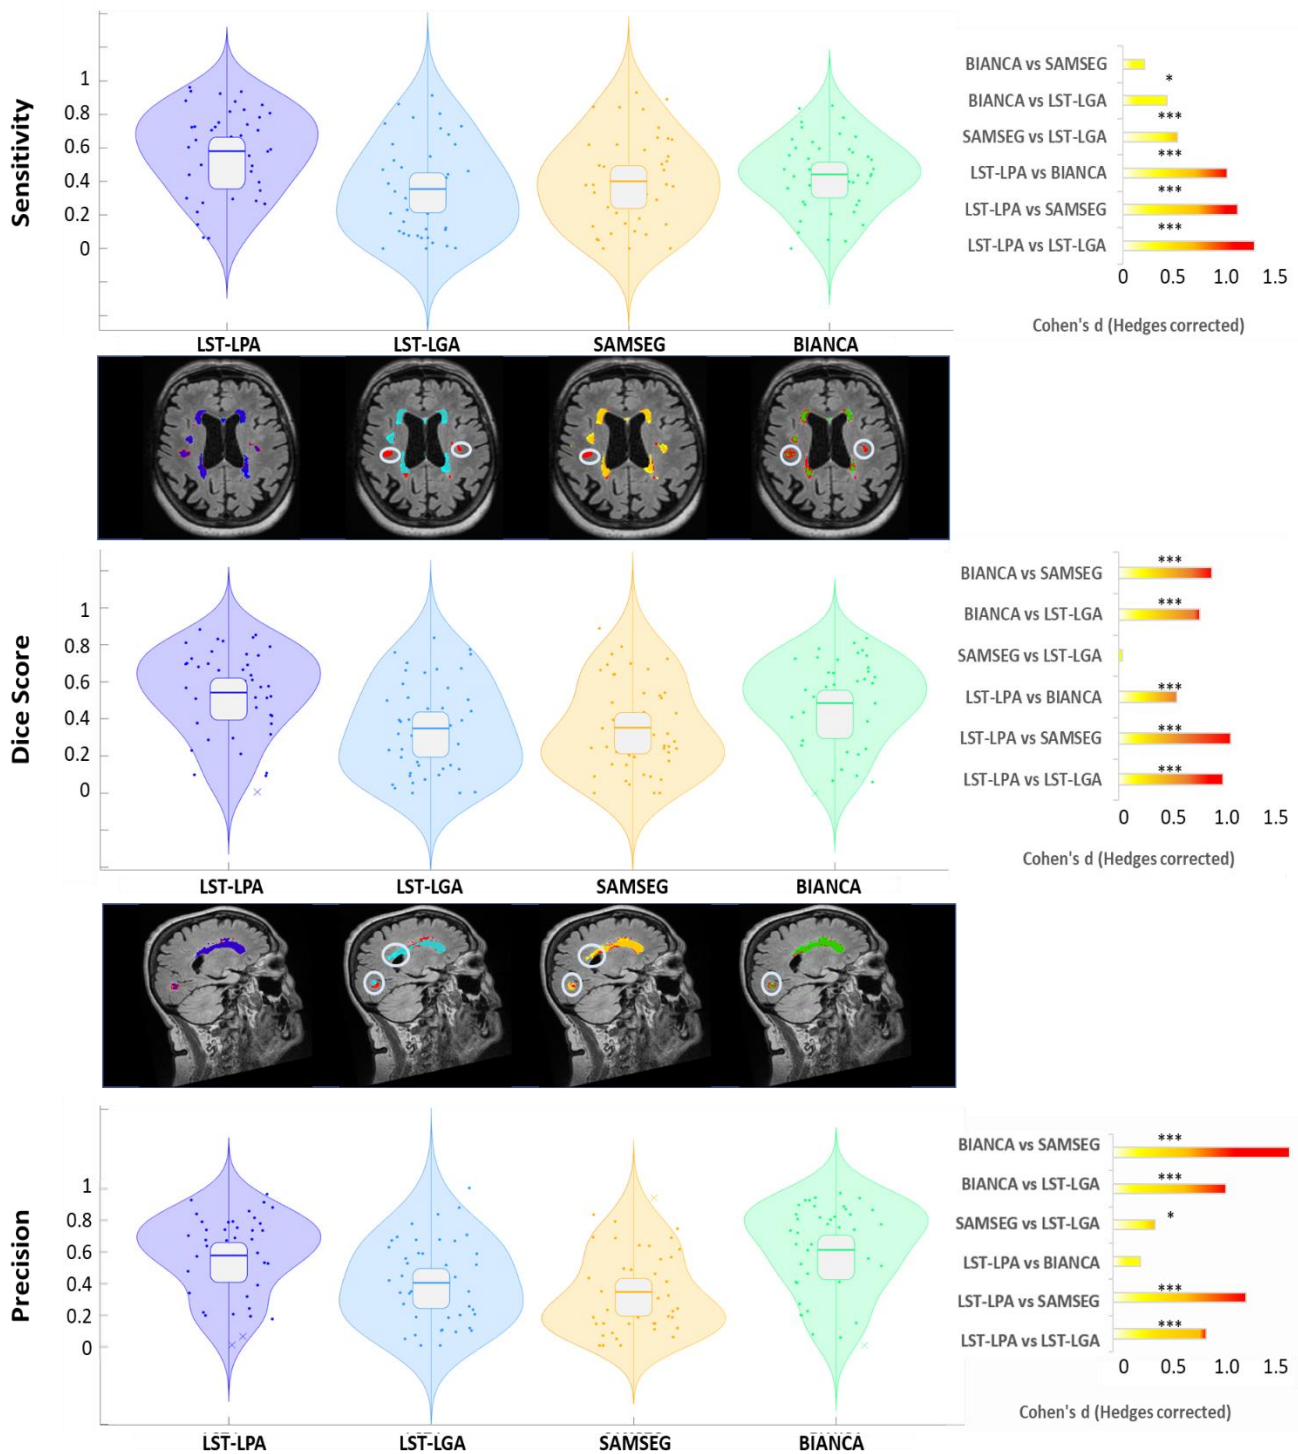 Sensitivity
1
0.8
0.6
0.4
0.2
0
LST-LPA LST-LGA SAMSEG BIANCA
BIANCA vs SAMSEG
*
BIANCA vs LST-LGA
***
SAMSEG vs LST-LGA
***
LST-LPA vs BIANCA
***
LST-LPA vs SAMSEG
***
LST-LPA vs LST-LGA
0 0.5 1.0 1.5
Cohen's d (Hedges corrected)
Dice Score
1
0.8
0.6
0.4
0.2
0
LST-LPA LST-LGA SAMSEG BIANCA
***
BIANCA vs SAMSEG
***
BIANCA vs LST-LGA
SAMSEG vs LST-LGA
***
LST-LPA vs BIANCA
***
LST-LPA vs SAMSEG
***
LST-LPA vs LST-LGA
0 0.5 1.0 1.5
Cohen's d (Hedges corrected)
Precision
1
0.8
0.6
0.4
0.2
0
LST-LPA LST-LGA SAMSEG BIANCA
***
BIANCA vs SAMSEG
***
BIANCA vs LST-LGA
*
SAMSEG vs LST-LGA
LST-LPA vs BIANCA
***
LST-LPA vs SAMSEG
***
LST-LPA vs LST-LGA
0 0.5 1.0 1.5
Cohen's d (Hedges corrected)